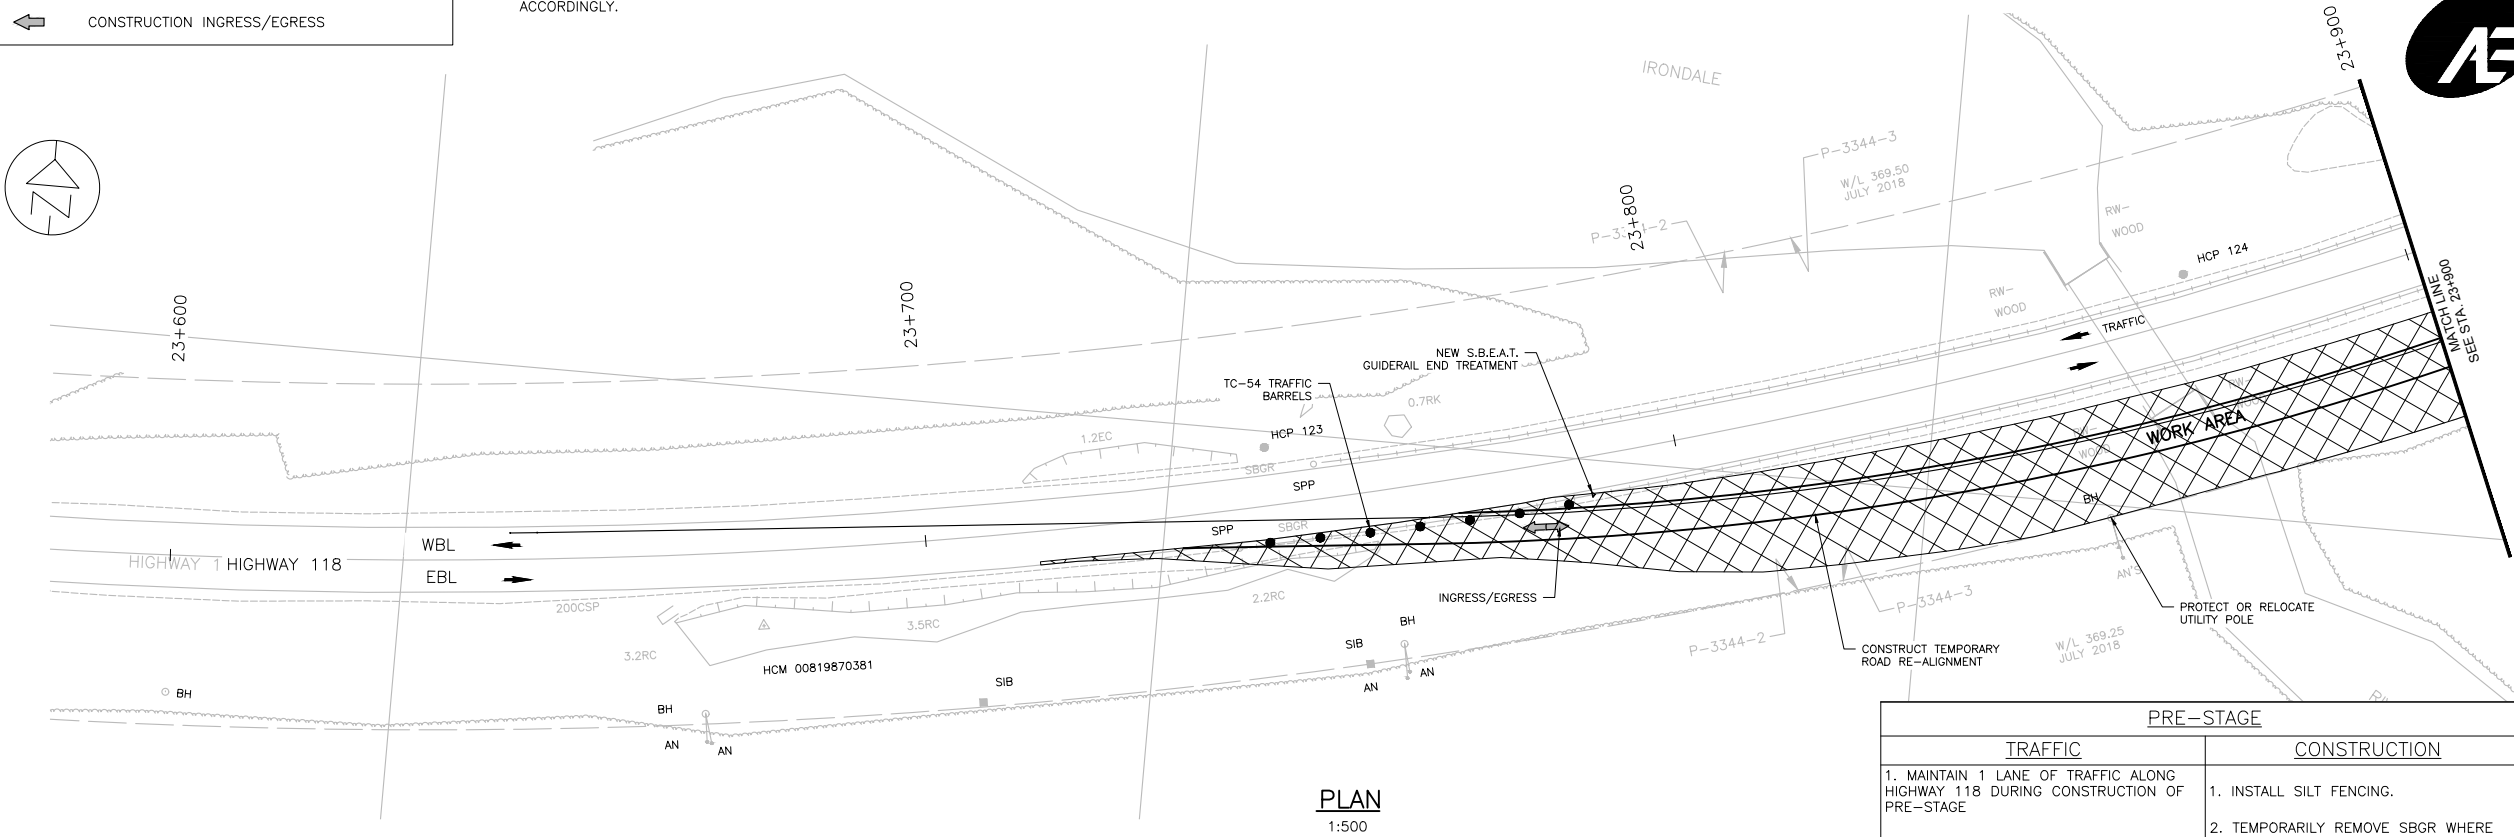 CONSTRUCTION INGRESS/EGRESS
ACCORDINGLY.
23+900
IRONDALE
P-3344-3
W/L 369.50
JULY 2018
23+800
RW-
WOOD
HCP 124
23+600
23+700
RW-
WOOD
MATCH LINE
SEE STA. 23+900
TRAFFIC
NEW S.B.E.A.T.
GUIDERAIL END TREATMENT
TC-54 TRAFFIC
BARRELS
0.7RK
RW-
HCP 123
1.2EC
SBGR
WORK AREA
RW-
WOOD
SPP
BH
SPP
SBGR
WBL
HIGHWAY 118
EBL
200CSP
INGRESS/EGRESS
2.2RC
AN'S
P-3344-3
PROTECT OR RELOCATE
UTILITY POLE
3.5RC
BH
SIB
P-3344-2
CONSTRUCT TEMPORARY
ROAD RE-ALIGNMENT
W/L 369.25
JULY 2018
3.2RC
HCM 00819870381
SIB
AN
AN
BH
BH
AN
AN
PRE-STAGE
TRAFFIC
CONSTRUCTION
1. MAINTAIN 1 LANE OF TRAFFIC ALONG
HIGHWAY 118 DURING CONSTRUCTION OF
PRE-STAGE
1. INSTALL SILT FENCING.
2. TEMPORARILY REMOVE SBGR WHERE
PLAN
1:500